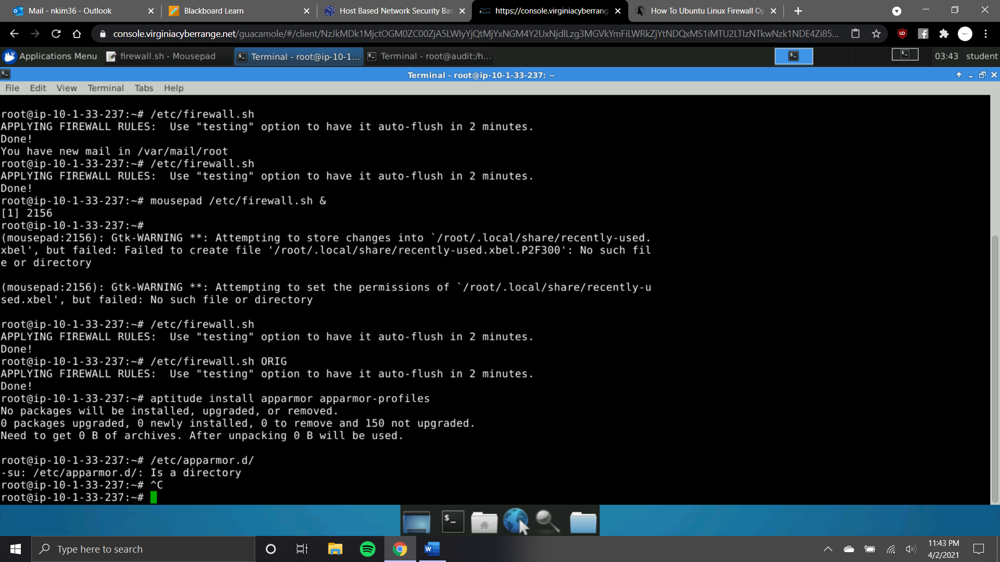 Mail - nkim36 - Outlook
Blackboard Learn
Host Based Network Security Bas
https://console.virginiacyberrang
How To Ubuntu Linux Firewall Op
console.virginiacyberrange.net/guacamole/#/client/NzJkMDk1MjctOGM0ZC00ZjA5LWIyYjQtMjYxNGM4Y2UxNjdlLzg3MGVkYmFiLWRkZjYtNDQxMS1iMTU2LTIzNTkwNzk1NDE4Zi85...
Applications Menu
firewall.sh - Mousepad
Terminal - root@ip-10-1...
Terminal - root@audit:/h...
03:43 student
Terminal - root@ip-10-1-33-237: ~
File Edit View Terminal Tabs Help
root@ip-10-1-33-237:~# /etc/firewall.sh
APPLYING FIREWALL RULES:  Use "testing" option to have it auto-flush in 2 minutes.
Done!
You have new mail in /var/mail/root
root@ip-10-1-33-237:~# /etc/firewall.sh
APPLYING FIREWALL RULES:  Use "testing" option to have it auto-flush in 2 minutes.
Done!
root@ip-10-1-33-237:~# mousepad /etc/firewall.sh &
[1] 2156
root@ip-10-1-33-237:~#
(mousepad:2156): Gtk-WARNING **: Attempting to store changes into `/root/.local/share/recently-used.
xbel', but failed: Failed to create file '/root/.local/share/recently-used.xbel.P2F300': No such fil
e or directory
(mousepad:2156): Gtk-WARNING **: Attempting to set the permissions of `/root/.local/share/recently-u
sed.xbel', but failed: No such file or directory
root@ip-10-1-33-237:~# /etc/firewall.sh
APPLYING FIREWALL RULES:  Use "testing" option to have it auto-flush in 2 minutes.
Done!
root@ip-10-1-33-237:~# /etc/firewall.sh ORIG
APPLYING FIREWALL RULES:  Use "testing" option to have it auto-flush in 2 minutes.
Done!
root@ip-10-1-33-237:~# aptitude install apparmor apparmor-profiles
No packages will be installed, upgraded, or removed.
0 packages upgraded, 0 newly installed, 0 to remove and 150 not upgraded.
Need to get 0 B of archives. After unpacking 0 B will be used.
root@ip-10-1-33-237:~# /etc/apparmor.d/
-su: /etc/apparmor.d/: Is a directory
root@ip-10-1-33-237:~# ^C
root@ip-10-1-33-237:~#
Type here to search
11:43 PM
4/2/2021